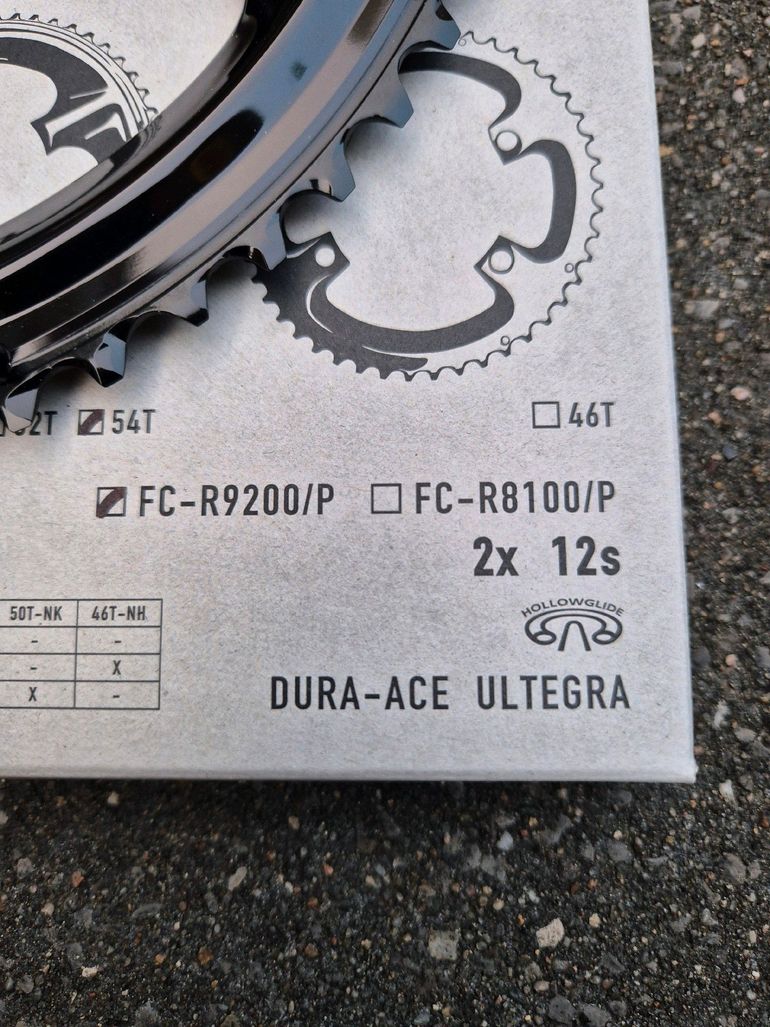 54T 46T
FC-R9200/P FC-R8100/P
2x 12s
HOLLOWGLIDE
50T-NK 46T-NH
- -
- X
X -
DURA-ACE ULTEGRA